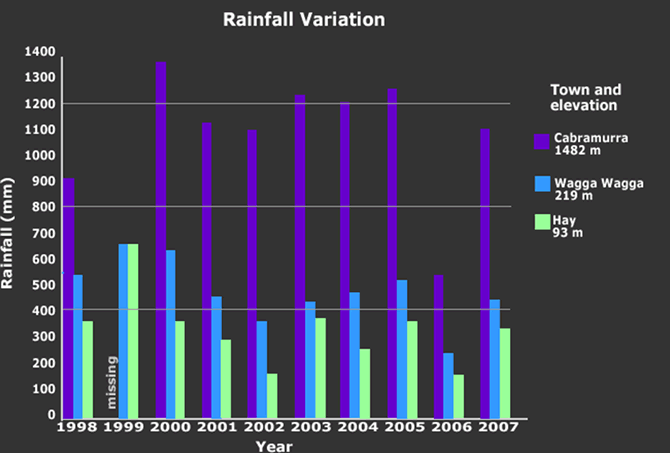 Rainfall Variation
1400
1300
1200
1100
1000
900
800
700
600
500
400
300
200
100
0
Rainfall (mm)
missing
1998 1999 2000 2001 2002 2003 2004 2005 2006 2007
Year
Town and
elevation
Cabramurra
1482 m
Wagga Wagga
219 m
Hay
93 m